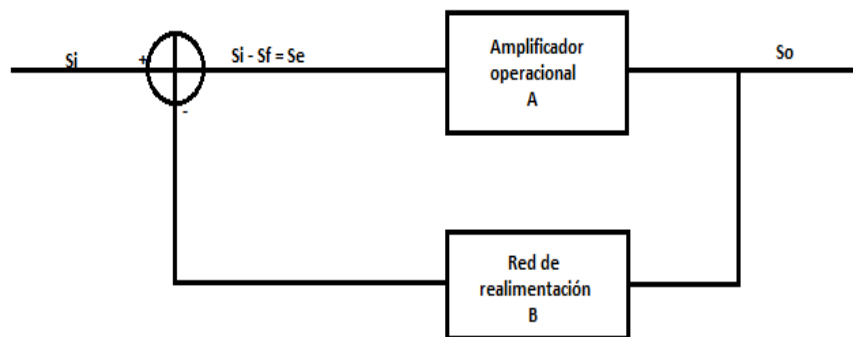 Si
+
Si - Sf = Se
-
Amplificador
operacional
A
So
Red de
realimentación
B